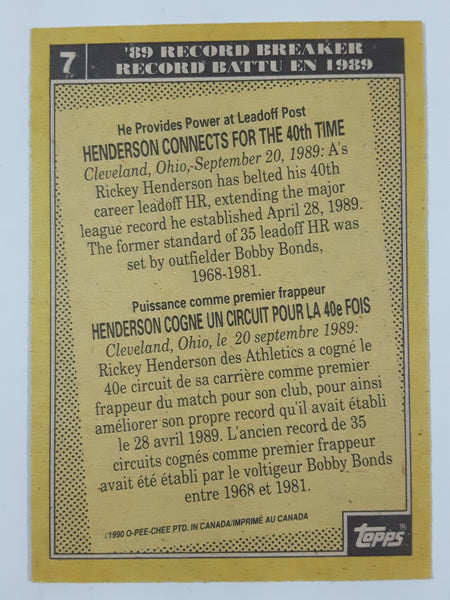 7
'89 RECORD BREAKER
RECORD BATTU EN 1989
He Provides Power at Leadoff Post
HENDERSON CONNECTS FOR THE 40th TIME
Cleveland, Ohio, September 20, 1989: A's
Rickey Henderson has belted his 40th
career leadoff HR, extending the major
league record he established April 28, 1989.
The former standard of 35 leadoff HR was
set by outfielder Bobby Bonds,
1968-1981.
Puissance comme premier frappeur
HENDERSON COGNE UN CIRCUIT POUR LA 40e FOIS
Cleveland, Ohio, le 20 septembre 1989:
Rickey Henderson des Athletics a cogné le
40e circuit de sa carrière comme premier
frappeur du match pour son club, pour ainsi
améliorer son propre record qu'il avait établi
le 28 avril 1989. L'ancien record de 35
circuits cognés comme premier frappeur
avait été établi par le voltigeur Bobby Bonds
entre 1968 et 1981.
©1990 O-PEE-CHEE PTD. IN CANADA/IMPRIMÉ AU CANADA
topps®